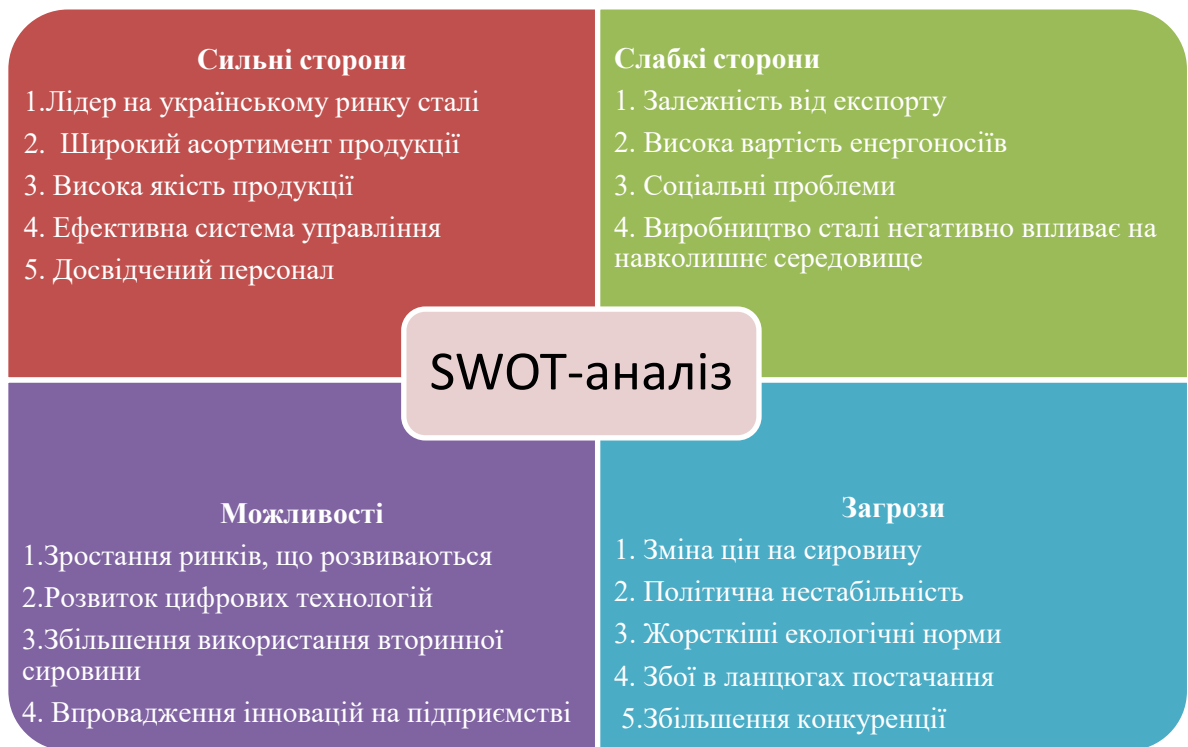 Сильні сторони
1.Лідер на українському ринку сталі
2. Широкий асортимент продукції
3. Висока якість продукції
4. Ефективна система управління
5. Досвідчений персонал
Слабкі сторони
1. Залежність від експорту
2. Висока вартість енергоносіїв
3. Соціальні проблеми
4. Виробництво сталі негативно впливає на
навколишнє середовище
SWOT-аналіз
Можливості
1.Зростання ринків, що розвиваються
2.Розвиток цифрових технологій
3.Збільшення використання вторинної
сировини
4. Впровадження інновацій на підприємстві
Загрози
1. Зміна цін на сировину
2. Політична нестабільність
3. Жорсткіші екологічні норми
4. Збої в ланцюгах постачання
5.Збільшення конкуренції